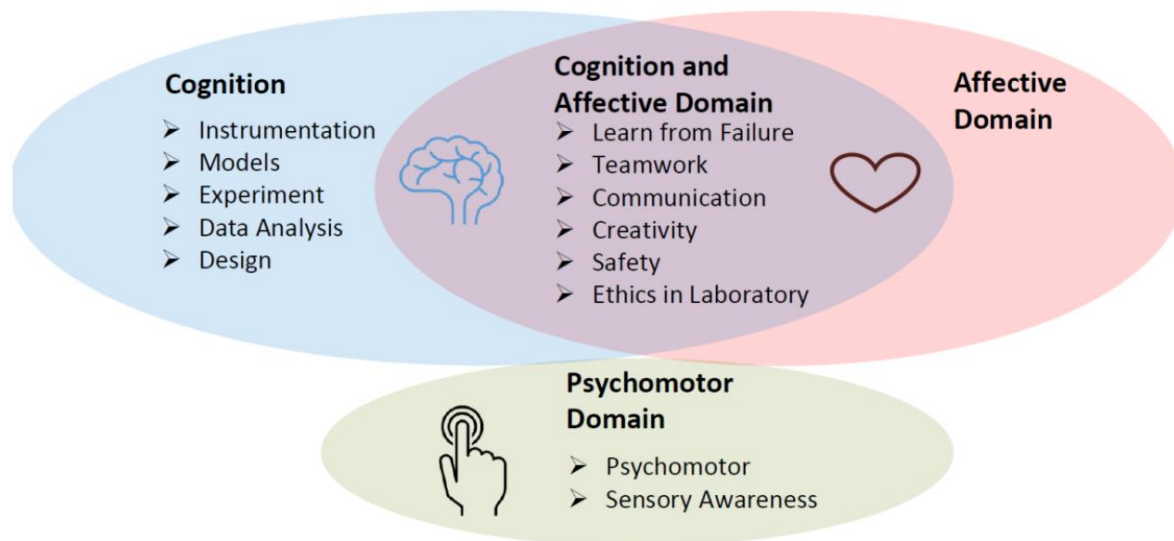 Cognition
➢ Instrumentation
➢ Models
➢ Experiment
➢ Data Analysis
➢ Design
Cognition and
Affective Domain
➢ Learn from Failure
➢ Teamwork
➢ Communication
➢ Creativity
➢ Safety
➢ Ethics in Laboratory
Affective
Domain
Psychomotor
Domain
➢ Psychomotor
➢ Sensory Awareness